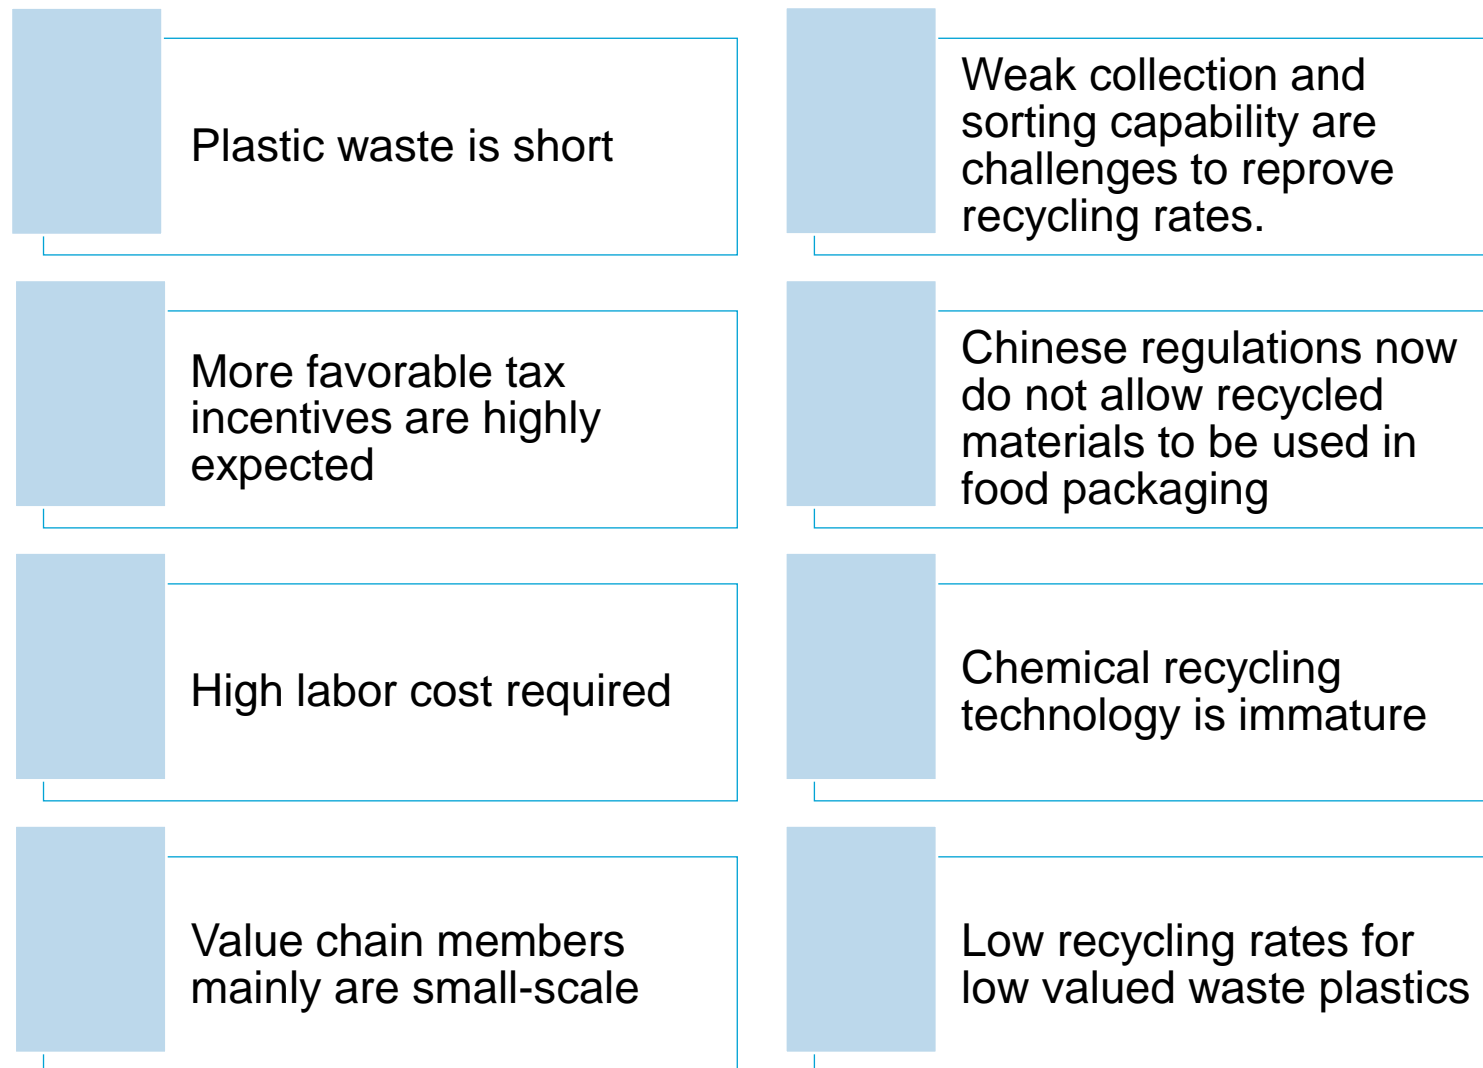 Plastic waste is short
Weak collection and
sorting capability are
challenges to reprove
recycling rates.
More favorable tax
incentives are highly
expected
Chinese regulations now
do not allow recycled
materials to be used in
food packaging
High labor cost required
Chemical recycling
technology is immature
Value chain members
mainly are small-scale
Low recycling rates for
low valued waste plastics